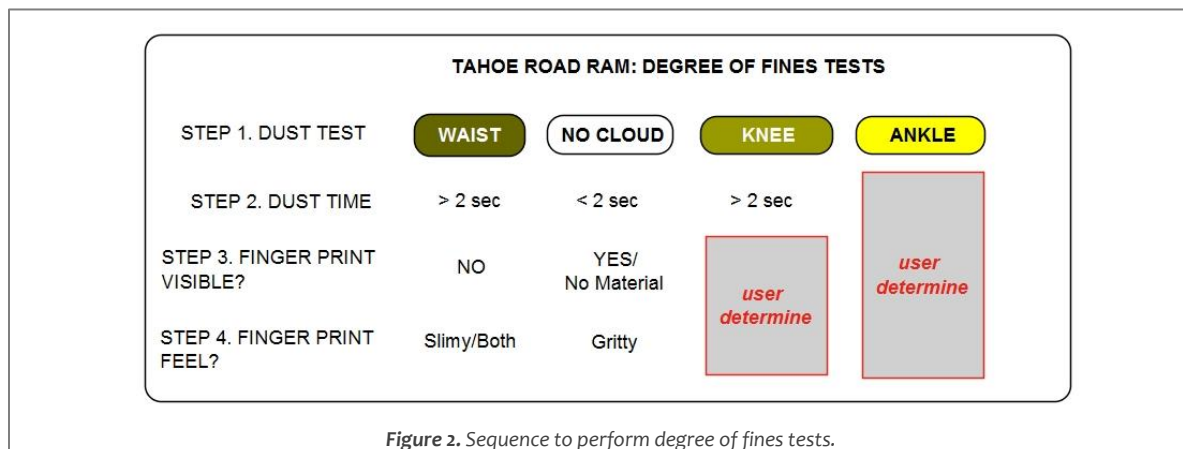 TAHOE ROAD RAM: DEGREE OF FINES TESTS
STEP 1. DUST TEST WAIST NO CLOUD KNEE ANKLE
STEP 2. DUST TIME > 2 sec < 2 sec > 2 sec
STEP 3. FINGER PRINT
VISIBLE?
NO
YES/
No Material
STEP 4. FINGER PRINT
FEEL?
Slimy/Both Gritty
user
determine
user
determine
Figure 2. Sequence to perform degree of fines tests.